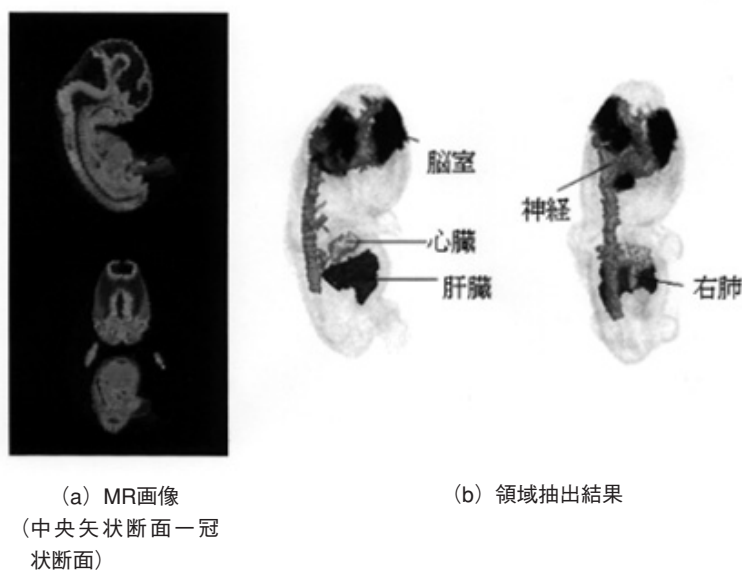 脳室
神経
心臓
肝臓
右肺
(a) MR画像
(中央矢状断面一冠
状断面)
(b) 領域抽出結果